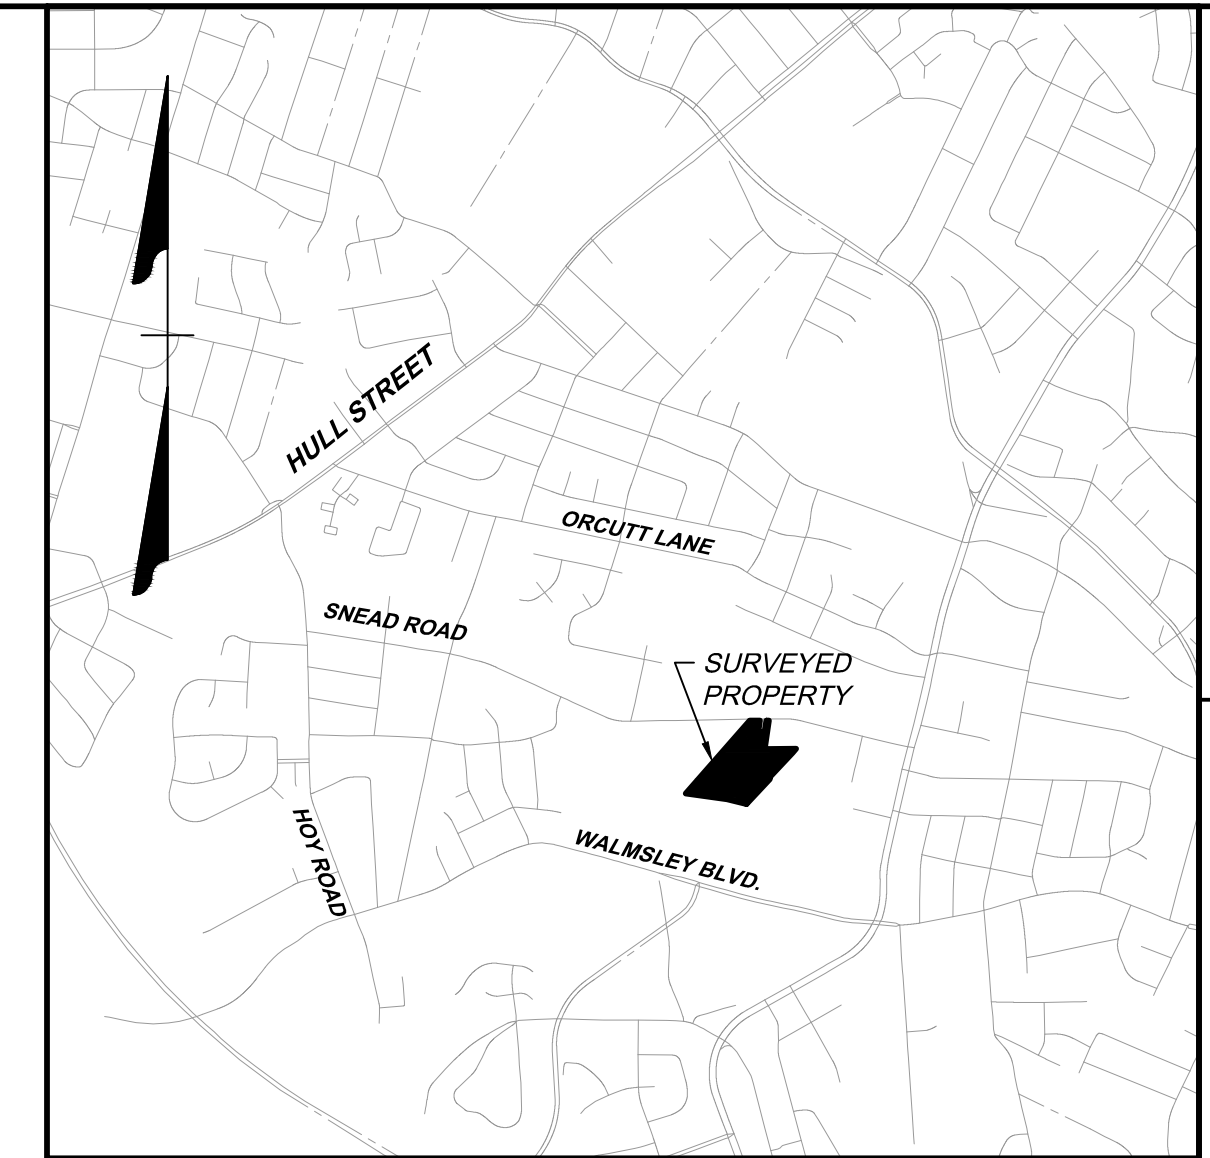 HULL STREET
ORCUTT LANE
SNEAD ROAD
SURVEYED
PROPERTY
HOY ROAD
WALMSLEY BLVD.